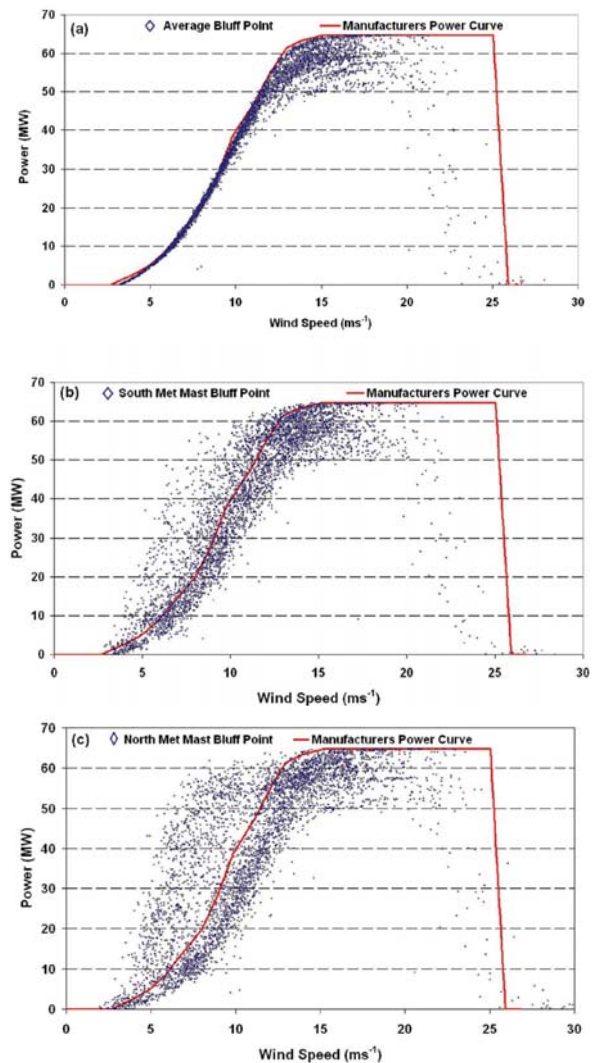 (a) Average Bluff Point Manufacturers Power Curve
70
60
50
40
30
20
10
0
Power (MW)
0 5 10 15 20 25 30
Wind Speed (ms⁻¹)
(b) South Met Mast Bluff Point Manufacturers Power Curve
70
60
50
40
30
20
10
0
Power (MW)
0 5 10 15 20 25 30
Wind Speed (ms⁻¹)
(c) North Met Mast Bluff Point Manufacturers Power Curve
70
60
50
40
30
20
10
0
Power (MW)
0 5 10 15 20 25 30
Wind Speed (ms⁻¹)